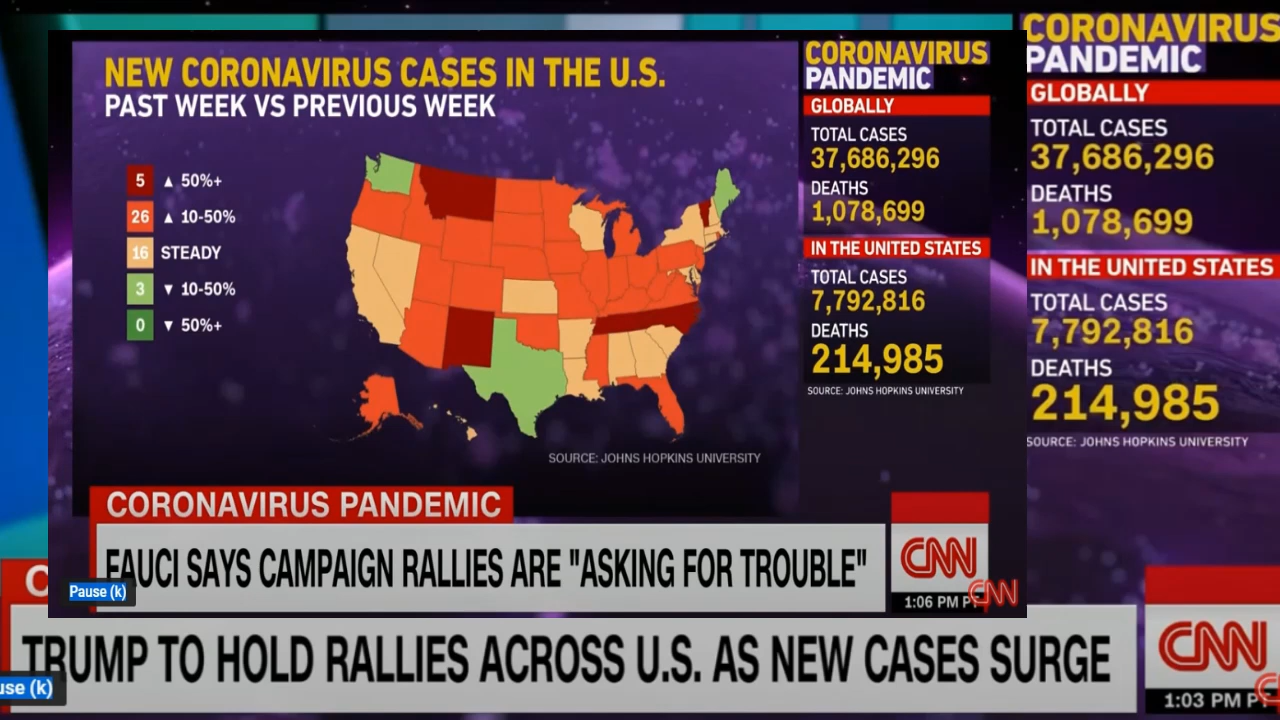 NEW CORONAVIRUS CASES IN THE U.S.
PAST WEEK VS PREVIOUS WEEK
5 ▲ 50%+
26 ▲ 10-50%
16 STEADY
3 ▼ 10-50%
0 ▼ 50%+
SOURCE: JOHNS HOPKINS UNIVERSITY
CORONAVIRUS
PANDEMIC
GLOBALLY
TOTAL CASES
37,686,296
DEATHS
1,078,699
IN THE UNITED STATES
TOTAL CASES
7,792,816
DEATHS
214,985
SOURCE: JOHNS HOPKINS UNIVERSITY
CORONAVIRUS PANDEMIC
FAUCI SAYS CAMPAIGN RALLIES ARE "ASKING FOR TROUBLE"
Pause (k)
CNN
1:06 PM PT
CNN
CORONAVIRUS
PANDEMIC
GLOBALLY
TOTAL CASES
37,686,296
DEATHS
1,078,699
IN THE UNITED STATES
TOTAL CASES
7,792,816
DEATHS
214,985
SOURCE: JOHNS HOPKINS UNIVERSITY
C
TRUMP TO HOLD RALLIES ACROSS U.S. AS NEW CASES SURGE
use (k)
CNN
1:03 PM PT